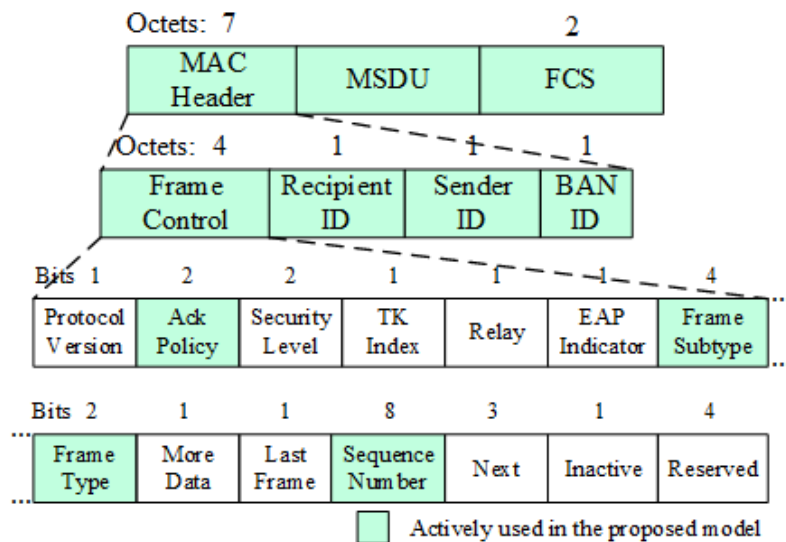 Octets: 7 2
MAC Header MSDU FCS
Octets: 4 1 1 1
Frame Control Recipient ID Sender ID BAN ID
Bits 1 2 2 1 1 1 4
Protocol Version Ack Policy Security Level TK Index Relay EAP Indicator Frame Subtype
Bits 2 1 1 8 3 1 4
Frame Type More Data Last Frame Sequence Number Next Inactive Reserved
Actively used in the proposed model